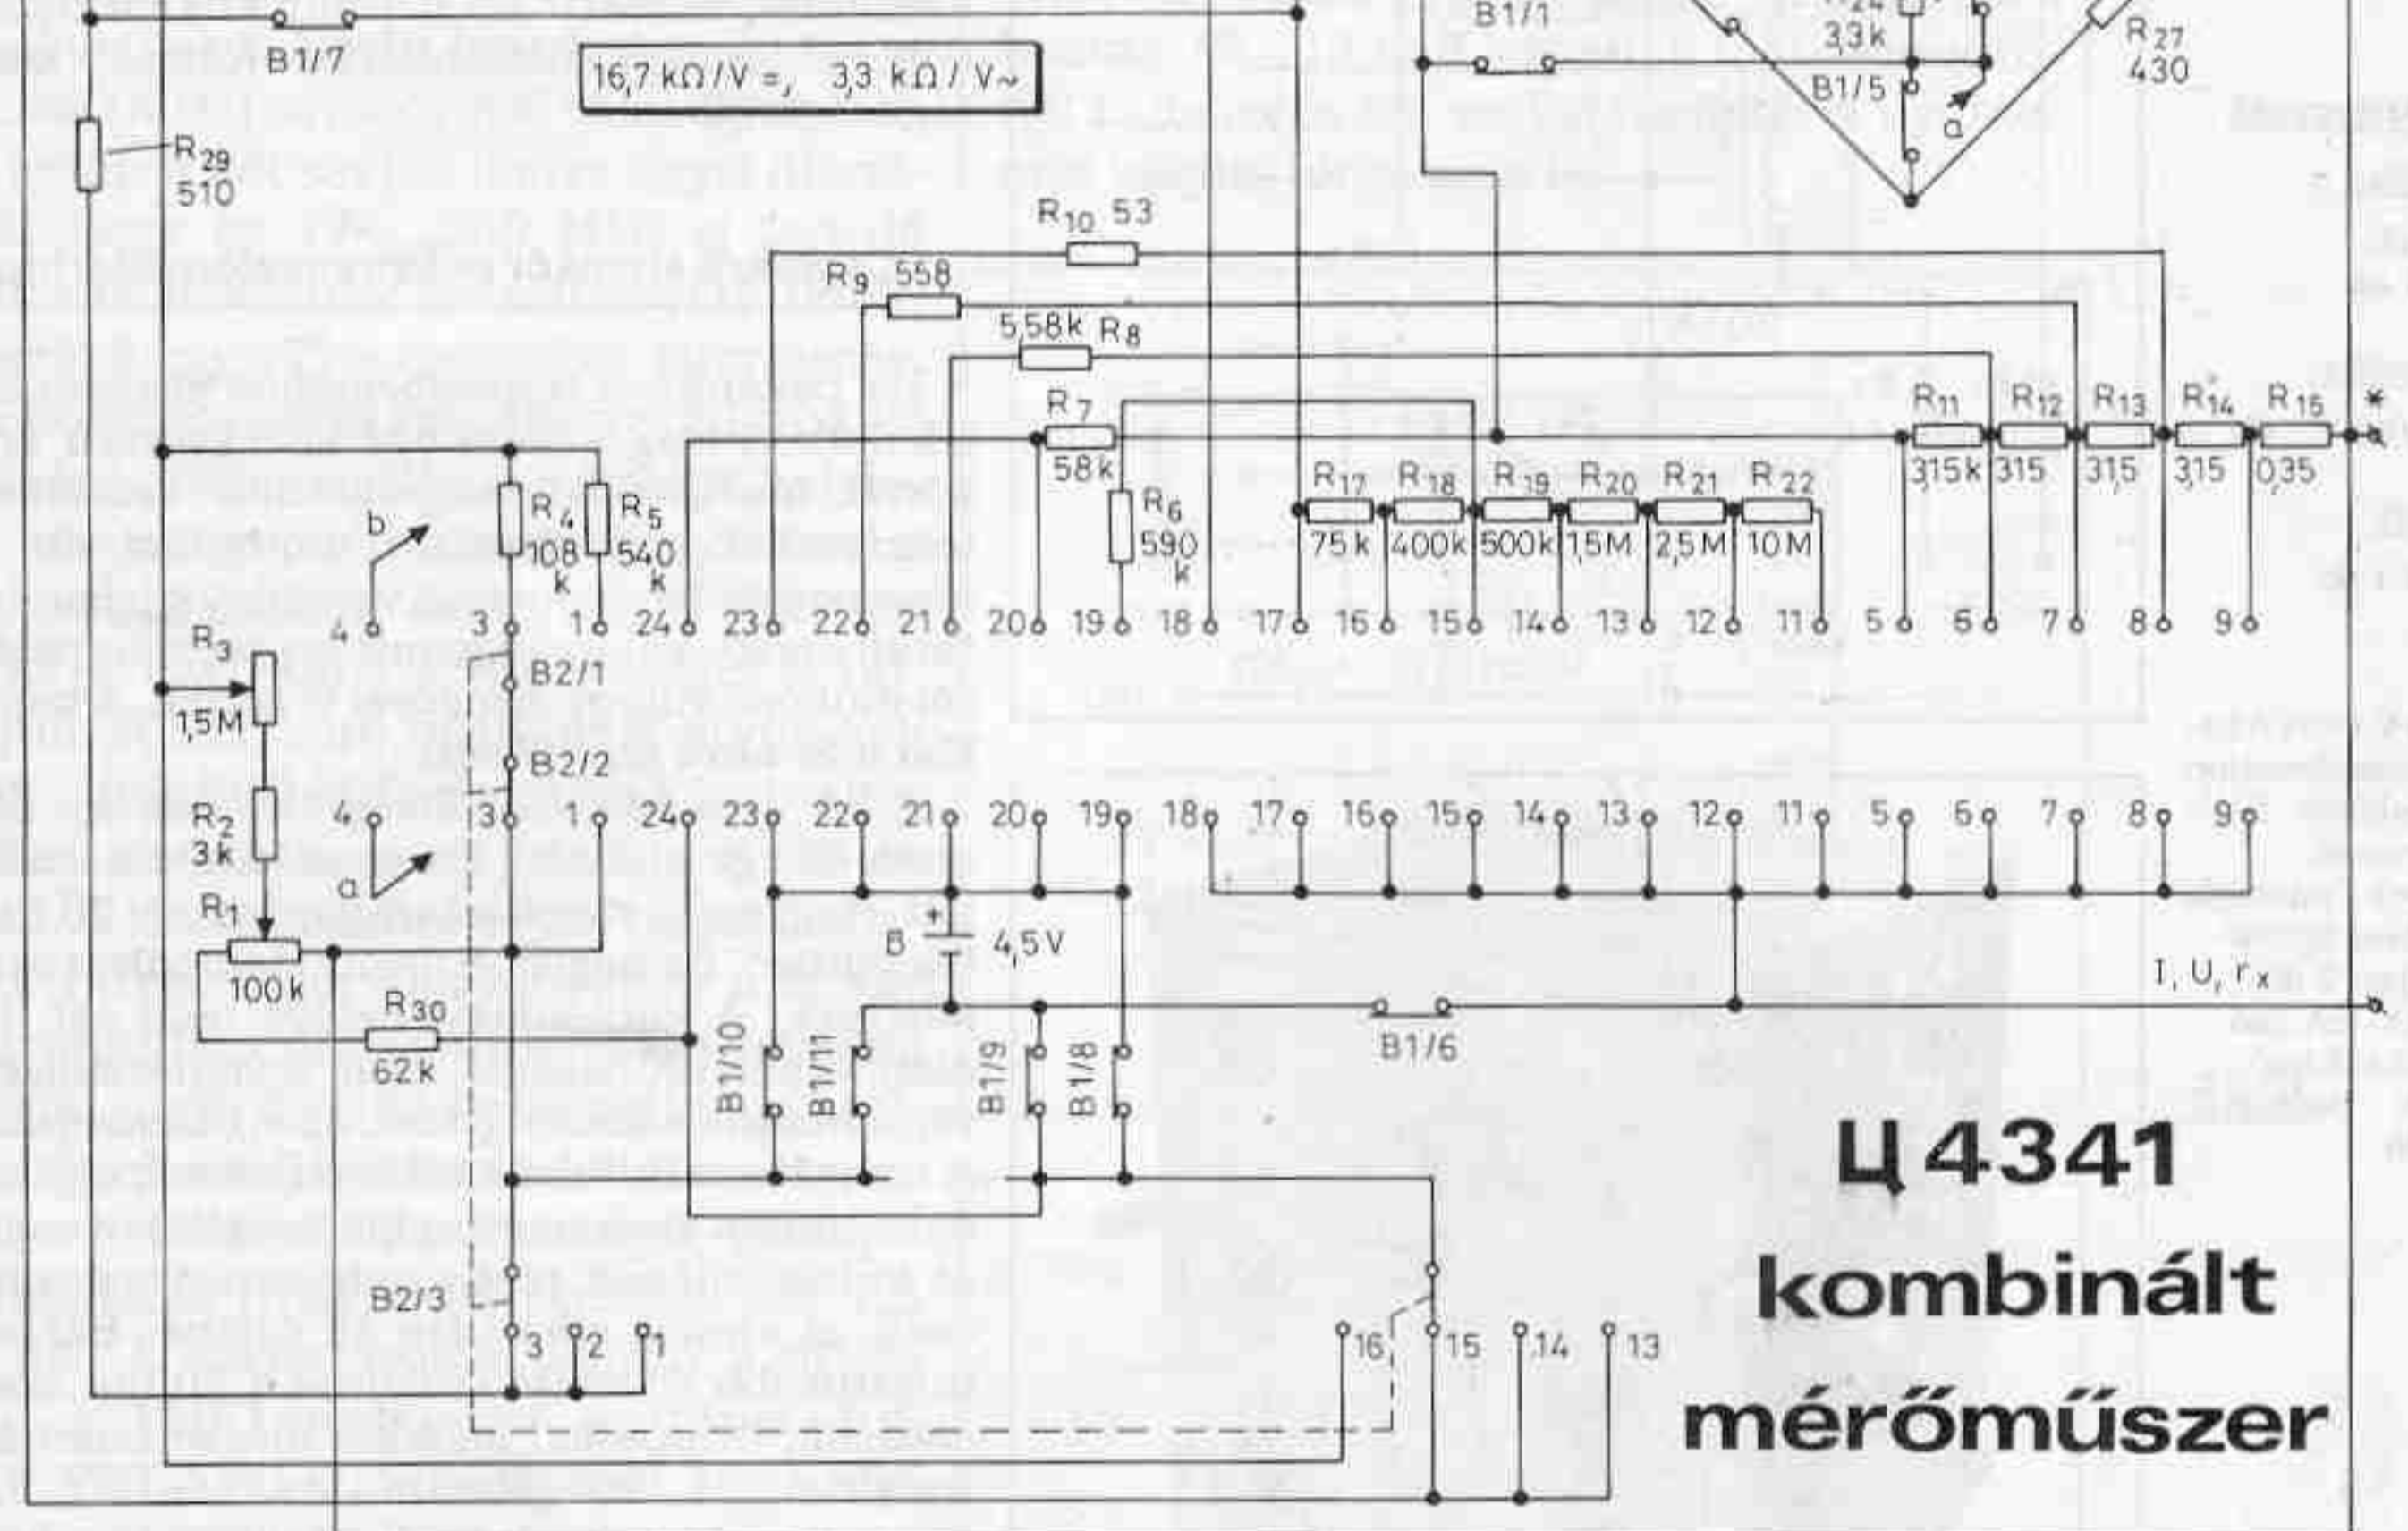 B1/7
16,7 kΩ/V =, 3,3 kΩ/V~
B1/1
3,3k
B1/5
a
R27
430
R29
510
R10 53
R9 558
5,58k R8
R7
58k
R11 R12 R13 R14 R15 *
3,15k 315 31,5 3,15 0,35
R17 R18 R19 R20 R21 R22
75k 400k 500k 1,5M 2,5M 10M
b
R4
108
k
R5
540
k
R6
590
k
4 3 1 24 23 22 21 20 19 18 17 16 15 14 13 12 11 5 6 7 8 9
R3
1,5M
B2/1
B2/2
R2
3k
4 3 1 24 23 22 21 20 19 18 17 16 15 14 13 12 11 5 6 7 8 9
a
R1
100k
+
B 4,5V
I, U, rx
R30
62k
B1/10
B1/11
B1/9
B1/8
B1/6
Ц4341
kombinált
mérőműszer
B2/3
3 2 1
16 15 14 13